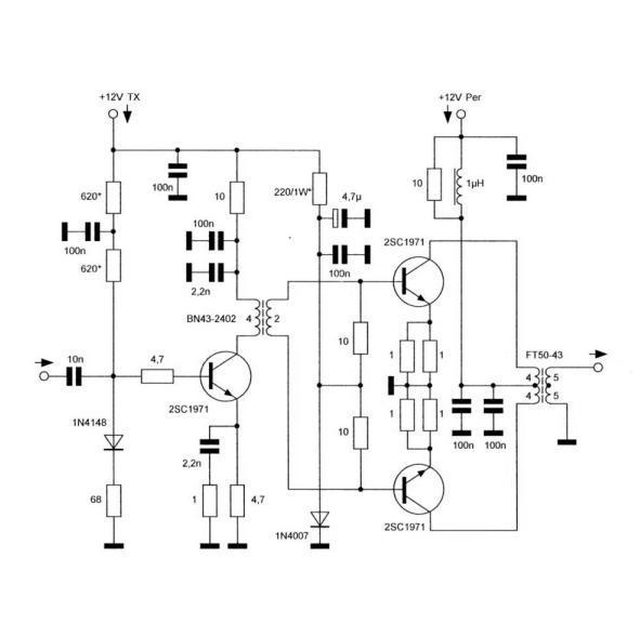 +12V TX
+12V Per
620*
100n
10
220/1W*
4,7µ
10
1µH
100n
100n
100n
620*
100n
2SC1971
2,2n
BN43-2402
4
2
10
1
1
FT50-43
10n
4,7
4
5
4
5
2SC1971
1N4148
1
1
10
100n
100n
2,2n
68
1
4,7
1N4007
2SC1971